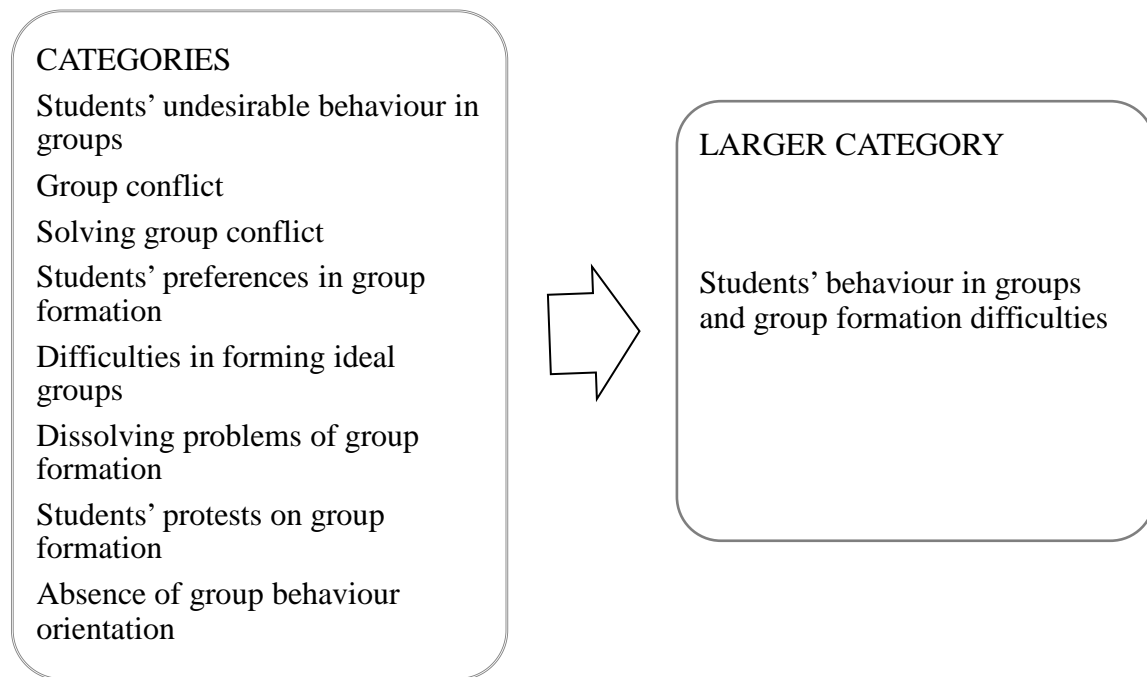 CATEGORIES
Students’ undesirable behaviour in
groups
Group conflict
Solving group conflict
Students’ preferences in group
formation
Difficulties in forming ideal
groups
Dissolving problems of group
formation
Students’ protests on group
formation
Absence of group behaviour
orientation
LARGER CATEGORY
Students’ behaviour in groups
and group formation difficulties